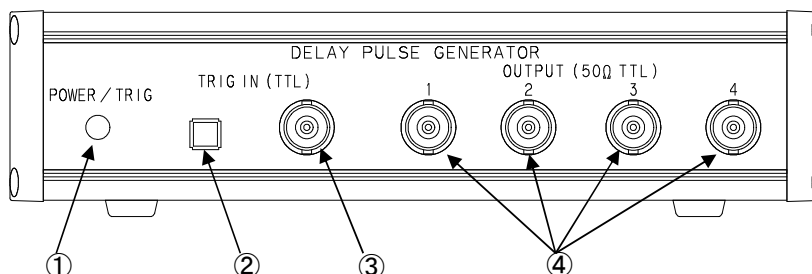 DELAY PULSE GENERATOR
TRIG IN (TTL)
OUTPUT (50Ω TTL)
POWER / TRIG
1
2
3
4
①
②
③
④